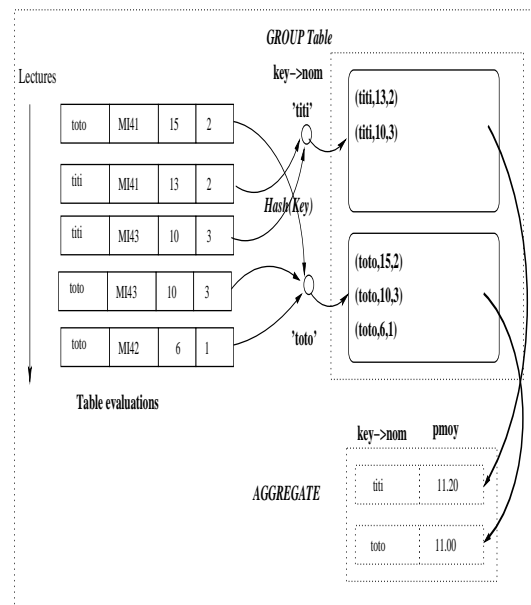 GROUP Table
Lectures
key->nom
'titi'
toto MI41 15 2
titi MI41 13 2
titi MI43 10 3
toto MI43 10 3
toto MI42 6 1
Hash(Key)
'toto'
(titi,13,2)
(titi,10,3)
(toto,15,2)
(toto,10,3)
(toto,6,1)
Table evaluations
key->nom pmoy
AGGREGATE
titi 11.20
toto 11.00